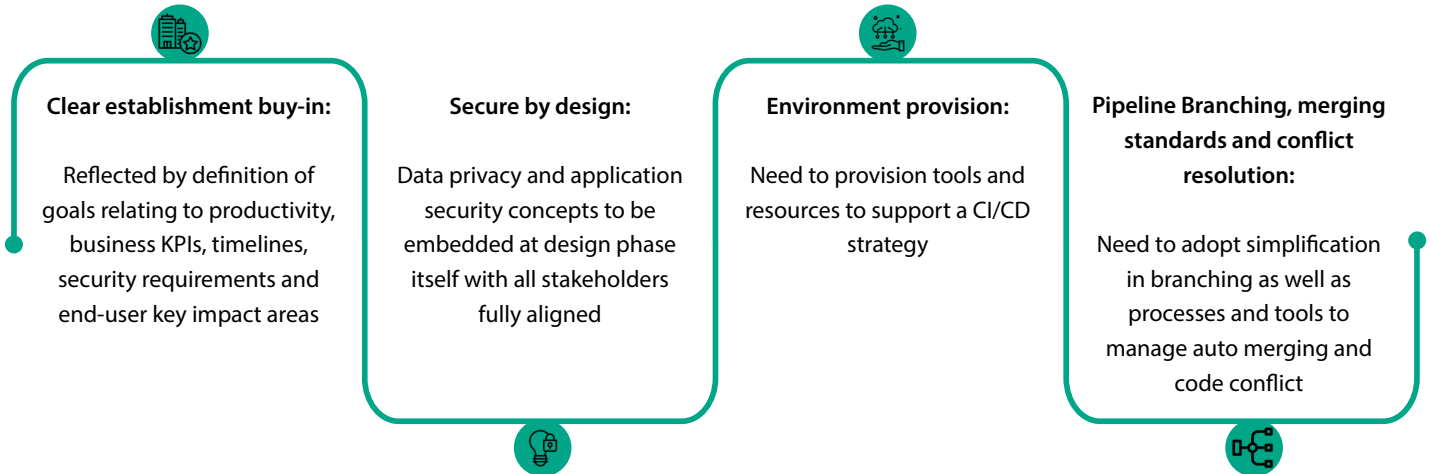 Clear establishment buy-in:
Reflected by definition of
goals relating to productivity,
business KPIs, timelines,
security requirements and
end-user key impact areas
Secure by design:
Data privacy and application
security concepts to be
embedded at design phase
itself with all stakeholders
fully aligned
Environment provision:
Need to provision tools and
resources to support a CI/CD
strategy
Pipeline Branching, merging
standards and conflict
resolution:
Need to adopt simplification
in branching as well as
processes and tools to
manage auto merging and
code conflict